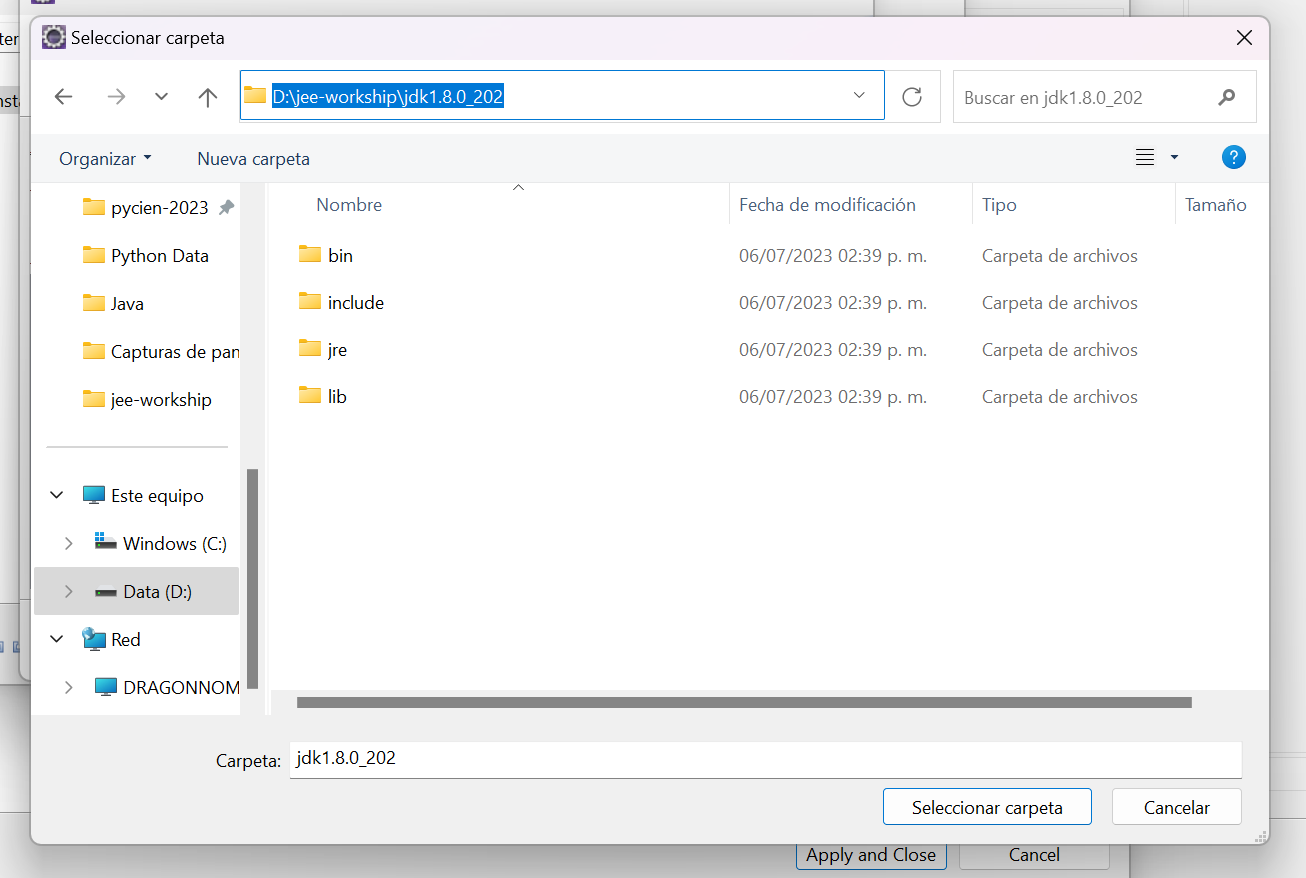 Seleccionar carpeta
D:\jee-workship\jdk1.8.0_202
Buscar en jdk1.8.0_202
Organizar
Nueva carpeta
?
pycien-2023
Python Data
Java
Capturas de pan
jee-workship
Este equipo
Windows (C:)
Data (D:)
Red
DRAGONNOM
Nombre
Fecha de modificación
Tipo
Tamaño
bin
06/07/2023 02:39 p. m.
Carpeta de archivos
include
06/07/2023 02:39 p. m.
Carpeta de archivos
jre
06/07/2023 02:39 p. m.
Carpeta de archivos
lib
06/07/2023 02:39 p. m.
Carpeta de archivos
Carpeta:
jdk1.8.0_202
Seleccionar carpeta
Cancelar
Apply and Close
Cancel